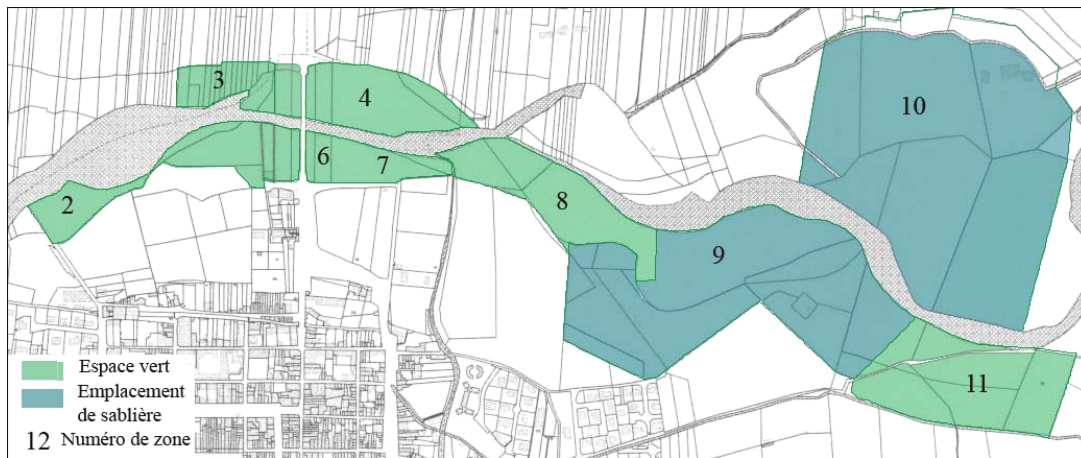 3
4
10
6
7
2
8
9
11
Espace vert
Emplacement
de sablière
12 Numéro de zone